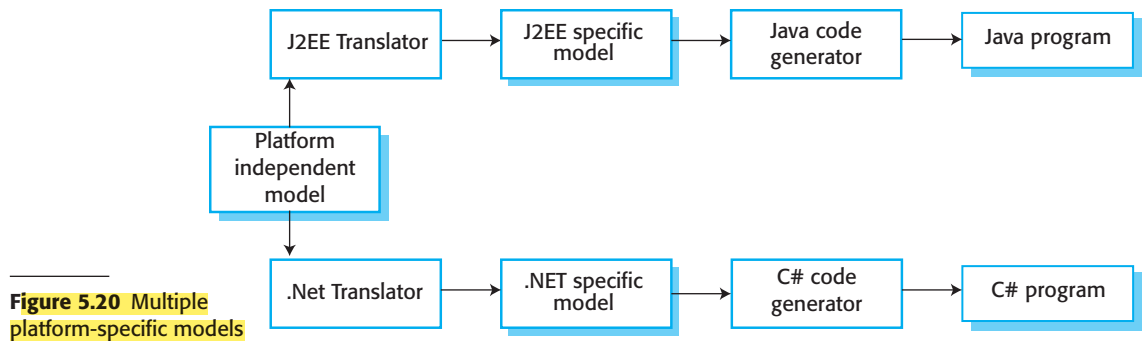 J2EE Translator
J2EE specific
model
Java code
generator
Java program
Platform
independent
model
.Net Translator
.NET specific
model
C# code
generator
C# program
Figure 5.20 Multiple
platform-specific models